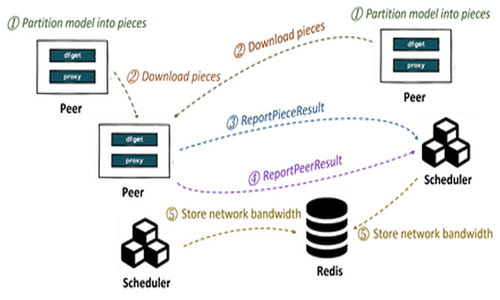 ① Partition model into pieces
① Partition model into pieces
dfget
proxy
Peer
② Download pieces
② Download pieces
dfget
proxy
Peer
dfget
proxy
Peer
③ ReportPieceResult
④ ReportPeerResult
Scheduler
⑤ Store network bandwidth
⑤ Store network bandwidth
Scheduler
Redis